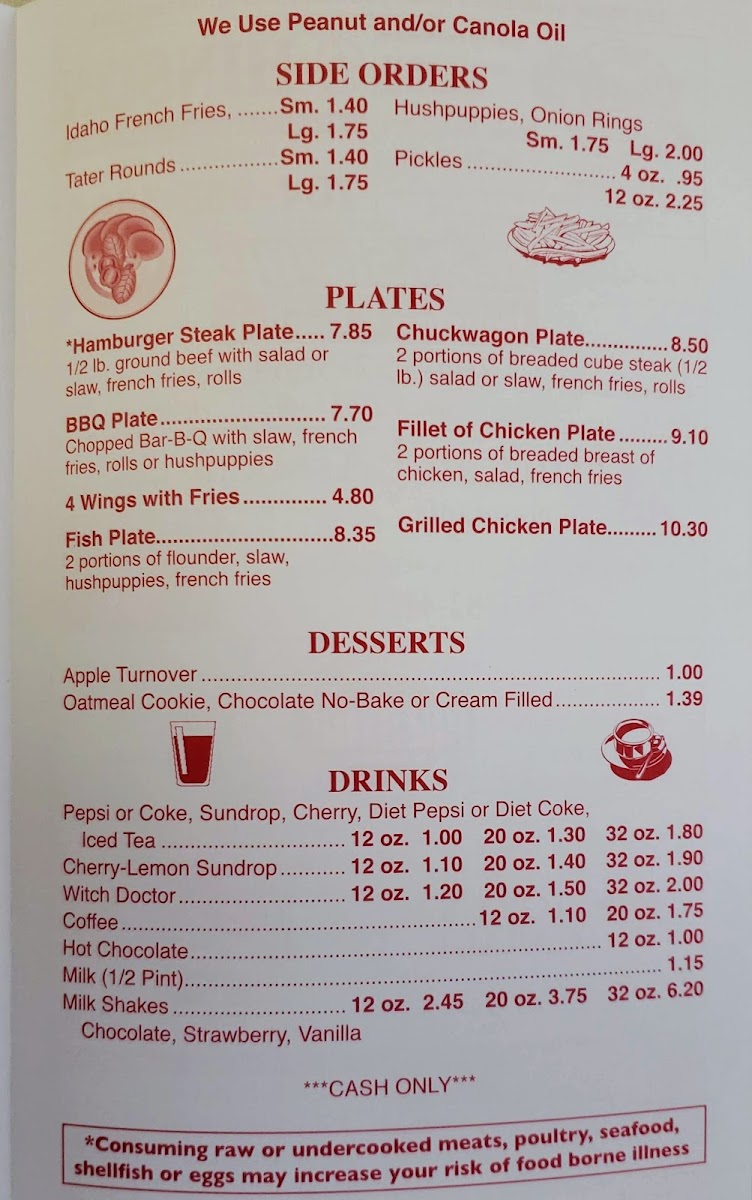 We Use Peanut and/or Canola Oil
SIDE ORDERS
Idaho French Fries, .......Sm. 1.40
Lg. 1.75
Tater Rounds .................Sm. 1.40
Lg. 1.75
Hushpuppies, Onion Rings
Sm. 1.75 Lg. 2.00
Pickles ......................... 4 oz. .95
12 oz. 2.25
PLATES
*Hamburger Steak Plate..... 7.85
1/2 lb. ground beef with salad or
slaw, french fries, rolls
BBQ Plate........................... 7.70
Chopped Bar-B-Q with slaw, french
fries, rolls or hushpuppies
4 Wings with Fries.............. 4.80
Fish Plate.............................8.35
2 portions of flounder, slaw,
hushpuppies, french fries
Chuckwagon Plate...............8.50
2 portions of breaded cube steak (1/2
lb.) salad or slaw, french fries, rolls
Fillet of Chicken Plate .........9.10
2 portions of breaded breast of
chicken, salad, french fries
Grilled Chicken Plate.........10.30
DESSERTS
Apple Turnover ................................................................................ 1.00
Oatmeal Cookie, Chocolate No-Bake or Cream Filled................... 1.39
DRINKS
Pepsi or Coke, Sundrop, Cherry, Diet Pepsi or Diet Coke,
Iced Tea ................................ 12 oz. 1.00 20 oz. 1.30 32 oz. 1.80
Cherry-Lemon Sundrop............ 12 oz. 1.10 20 oz. 1.40 32 oz. 1.90
Witch Doctor............................. 12 oz. 1.20 20 oz. 1.50 32 oz. 2.00
Coffee..............................................................12 oz. 1.10 20 oz. 1.75
Hot Chocolate........................................................................ 12 oz. 1.00
Milk (1/2 Pint)................................................................................... 1.15
Milk Shakes .............................. 12 oz. 2.45 20 oz. 3.75 32 oz. 6.20
Chocolate, Strawberry, Vanilla
***CASH ONLY***
*Consuming raw or undercooked meats, poultry, seafood,
shellfish or eggs may increase your risk of food borne illness